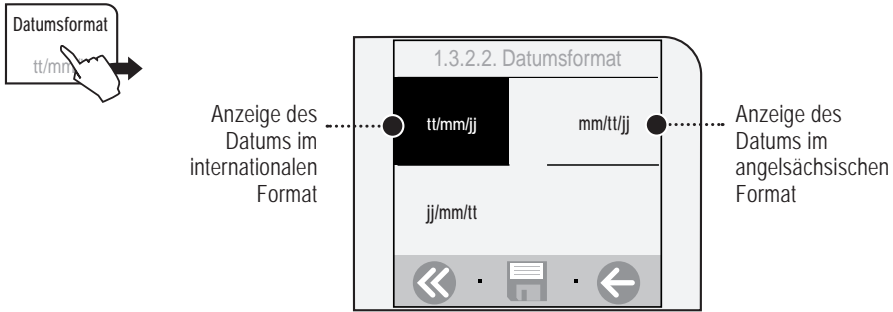 Datumsformat
tt/mm
1.3.2.2. Datumsformat
Anzeige des
Datums im
internationalen
Format
tt/mm/jj
mm/tt/jj
Anzeige des
Datums im
angelsächsischen
Format
jj/mm/tt